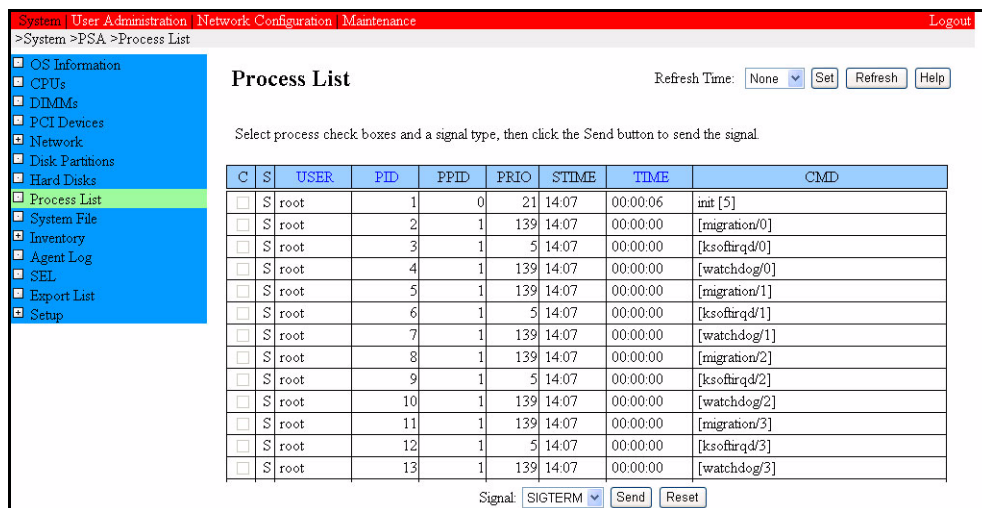 System | User Administration | Network Configuration | Maintenance Logout
>System >PSA >Process List
OS Information
CPUs
DIMMs
PCI Devices
Network
Disk Partitions
Hard Disks
Process List
System File
Inventory
Agent Log
SEL
Export List
Setup
Process List Refresh Time: None Set Refresh Help
Select process check boxes and a signal type, then click the Send button to send the signal.
C S USER PID PPID PRIO STIME TIME CMD
S root 1 0 21 14:07 00:00:06 init [5]
S root 2 1 139 14:07 00:00:00 [migration/0]
S root 3 1 5 14:07 00:00:00 [ksoftirqd/0]
S root 4 1 139 14:07 00:00:00 [watchdog/0]
S root 5 1 139 14:07 00:00:00 [migration/1]
S root 6 1 5 14:07 00:00:00 [ksoftirqd/1]
S root 7 1 139 14:07 00:00:00 [watchdog/1]
S root 8 1 139 14:07 00:00:00 [migration/2]
S root 9 1 5 14:07 00:00:00 [ksoftirqd/2]
S root 10 1 139 14:07 00:00:00 [watchdog/2]
S root 11 1 139 14:07 00:00:00 [migration/3]
S root 12 1 5 14:07 00:00:00 [ksoftirqd/3]
S root 13 1 139 14:07 00:00:00 [watchdog/3]
Signal: SIGTERM Send Reset